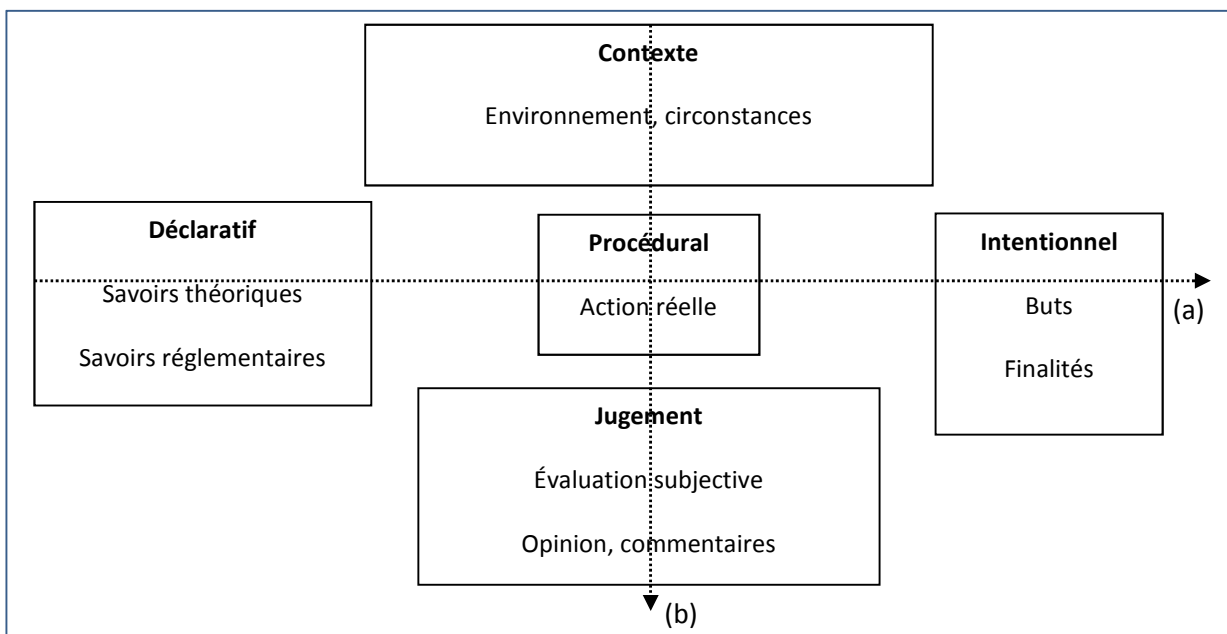 Contexte
Environnement, circonstances
Déclaratif
Savoirs théoriques
Savoirs réglementaires
Procédural
Action réelle
Intentionnel
Buts
Finalités
(a)
Jugement
Évaluation subjective
Opinion, commentaires
(b)